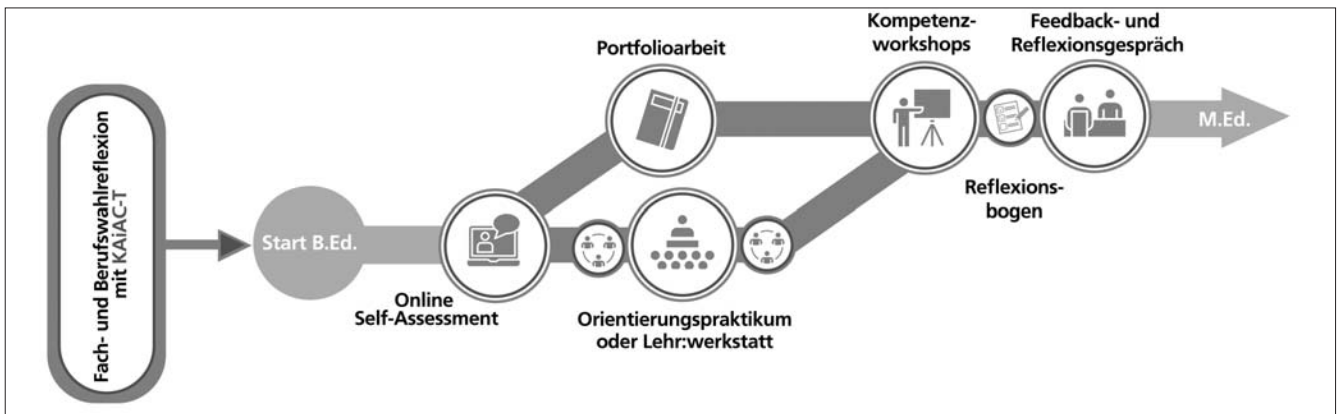 Fach- und Berufswahlreflexion
mit KAiAC-T
Start B.Ed.
Online
Self-Assessment
Portfolioarbeit
Orientierungspraktikum
oder Lehr:werkstatt
Kompetenz-
workshops
Reflexions-
bogen
Feedback- und
Reflexionsgespräch
M.Ed.